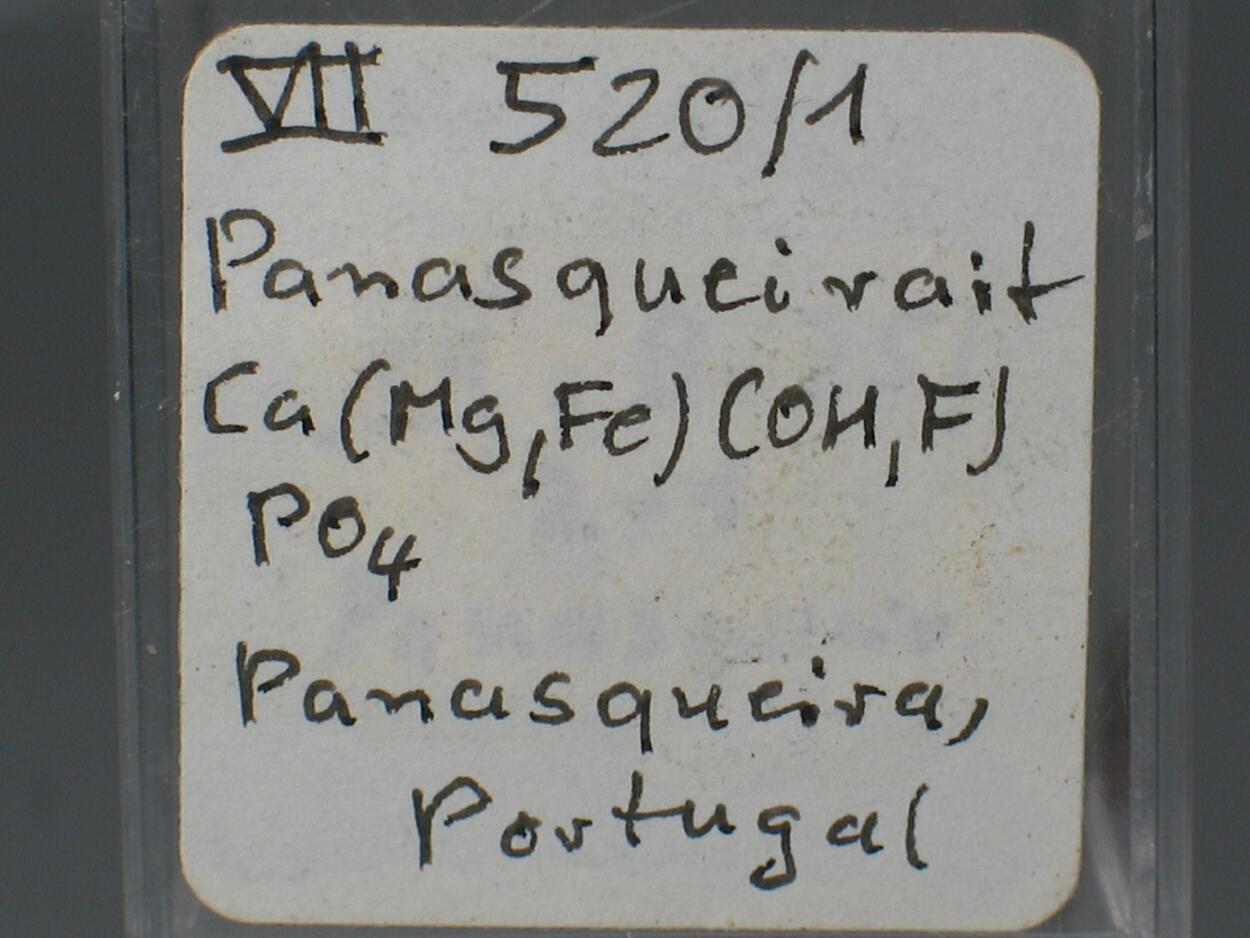 VII 520/1
Panasqueirait
Ca(Mg,Fe)(OH,F)
PO4
Panasqueira,
Portugal